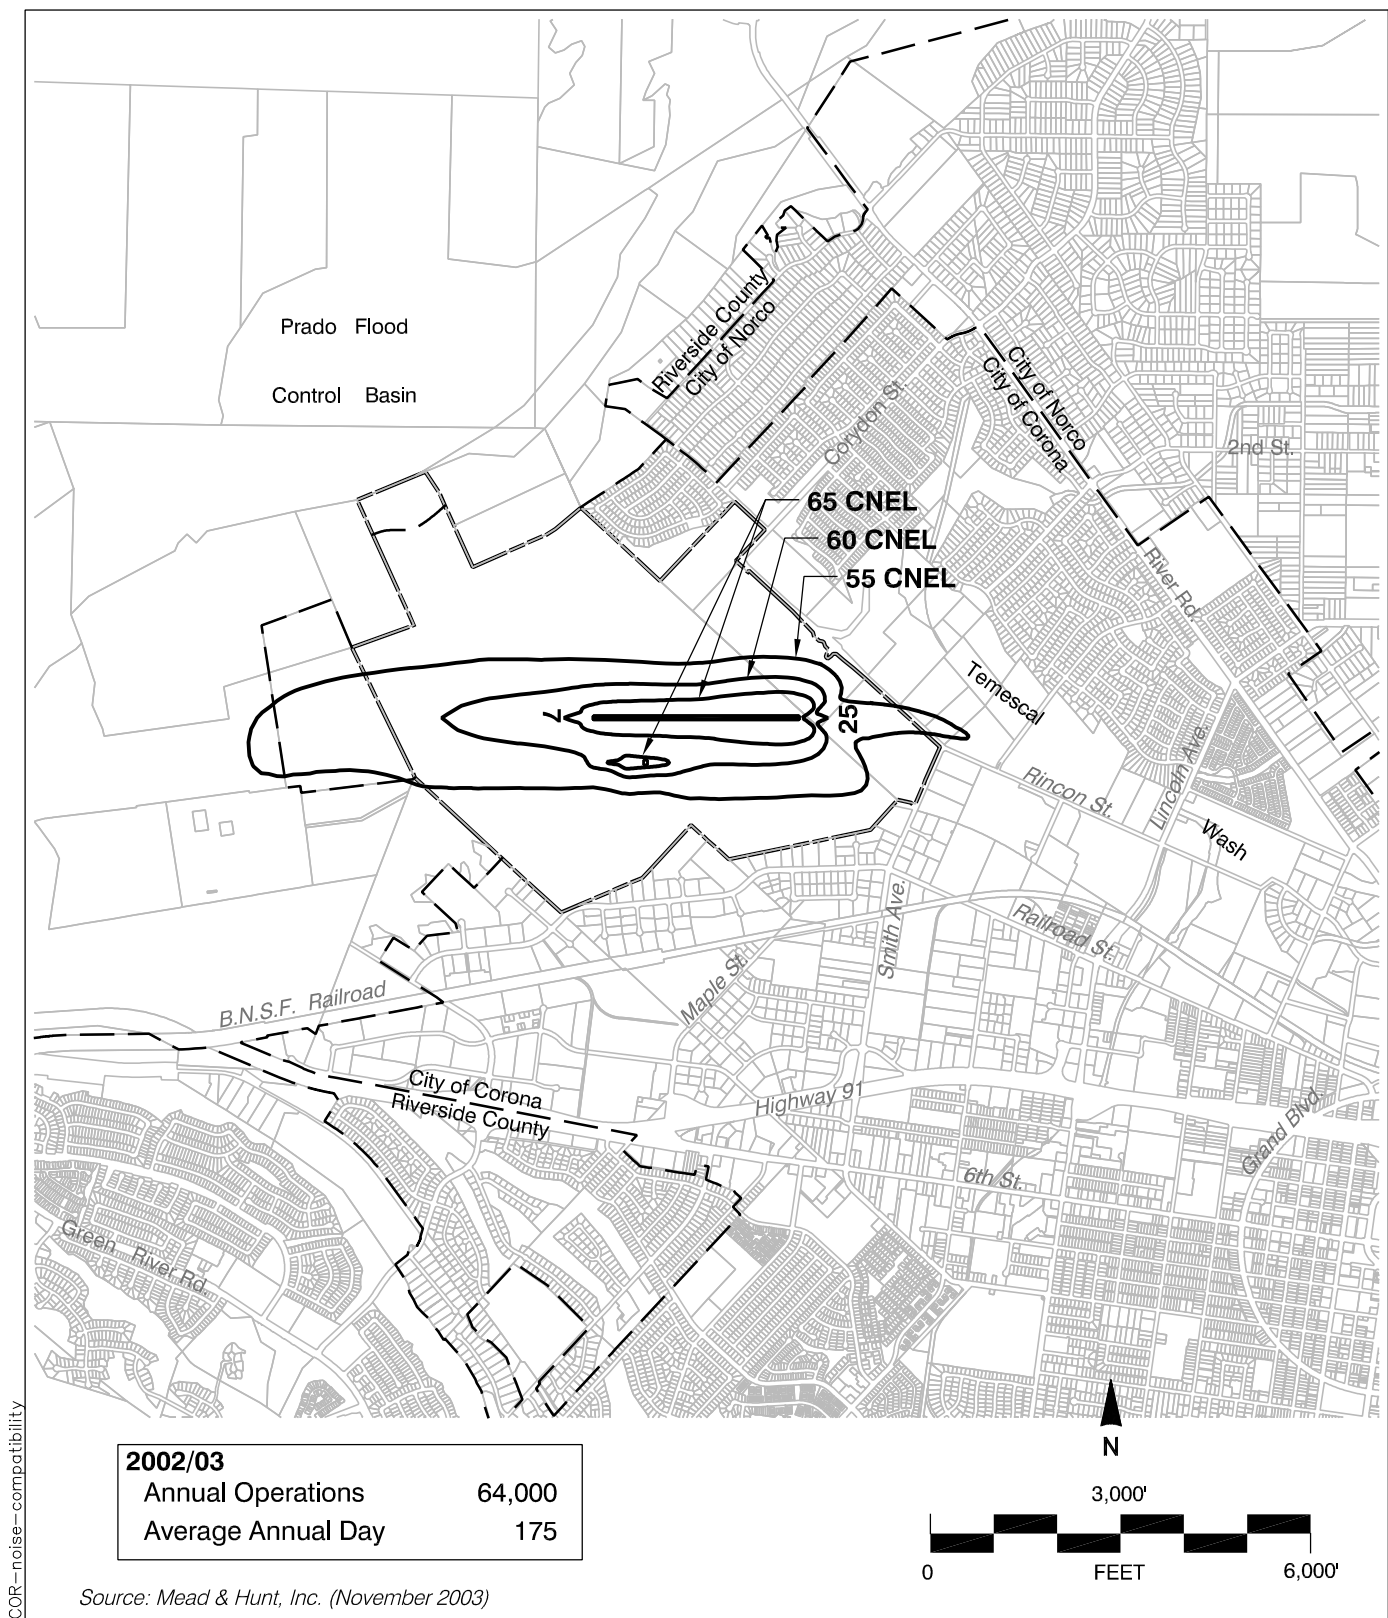 Prado Flood
Control Basin
Riverside County
City of Norco
City of Norco
City of Corona
Corydon St.
2nd St.
65 CNEL
60 CNEL
55 CNEL
River Rd.
7
25
Temescal
Rincon St.
Lincoln Ave.
Wash
Smith Ave.
Railroad St.
Maple St.
B.N.S.F. Railroad
City of Corona
Riverside County
Highway 91
Grand Blvd.
6th St.
Green River Rd.
COR-noise-compatibility
2002/03
Annual Operations 64,000
Average Annual Day 175
Source: Mead & Hunt, Inc. (November 2003)
N
3,000'
0 FEET 6,000'